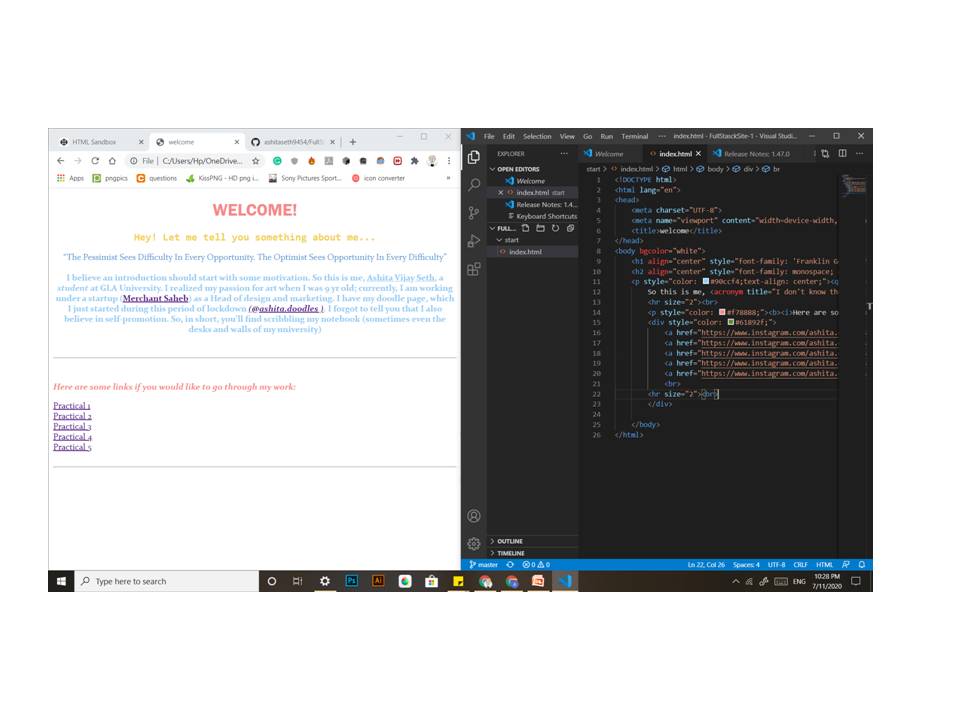 HTML Sandbox
welcome
ashitaseth9454/FullS
File
C:/Users/Hp/OneDrive...
Apps
pngpics
questions
KissPNG - HD png i...
Sony Pictures Sport...
icon converter
»
WELCOME!
Hey! Let me tell you something about me...
“The Pessimist Sees Difficulty In Every Opportunity. The Optimist Sees Opportunity In Every Difficulty”
I believe an introduction should start with some motivation. So this is me, Ashita Vijay Seth, a
student at GLA University. I realized my passion for art when I was 9 yr old; currently, I am working
under a startup (Merchant Saheb) as a Head of design and marketing. I have my doodle page, which
I just started during this period of lockdown (@ashita.doodles ). I forgot to tell you that I also
believe in self-promotion. So, in short, you'll find scribbling my notebook (sometimes even the
desks and walls of my university)
Here are some links if you would like to go through my work:
Practical 1
Practical 2
Practical 3
Practical 4
Practical 5
File Edit Selection View Go Run Terminal ... index.html - FullStasckSite-1 - Visual Studi...
EXPLORER
OPEN EDITORS
Welcome
index.html start
Release Notes: 1.4...
Keyboard Shortcuts
FULL...
start
index.html
OUTLINE
TIMELINE
Welcome
index.html
Release Notes: 1.47.0
start > index.html > html > body > div > br
1 <!DOCTYPE html>
2 <html lang="en">
3 <head>
4 <meta charset="UTF-8">
5 <meta name="viewport" content="width=device-width,
6 <title>welcome</title>
7 </head>
8 <body bgcolor="white">
9 <h1 align="center" style="font-family: 'Franklin G
10 <h2 align="center" style="font-family: monospace;
11 <p style="color: #90ccf4;text-align: center;"><q
12 So this is me, <acronym title="I don't know th
13 <hr size="2"><br>
14 <p style="color: #f78888;"><b><i>Here are so
15 <div style="color: #61892f;">
16 <a href="https://www.instagram.com/ashita.
17 <a href="https://www.instagram.com/ashita.
18 <a href="https://www.instagram.com/ashita.
19 <a href="https://www.instagram.com/ashita.
20 <a href="https://www.instagram.com/ashita.
21 <br>
22 <hr size="2"><br>
23 </div>
24
25 </body>
26 </html>
master
0 0
Ln 22, Col 26 Spaces: 4 UTF-8 CRLF HTML
Type here to search
Ps
Ai
ENG
10:28 PM
7/11/2020